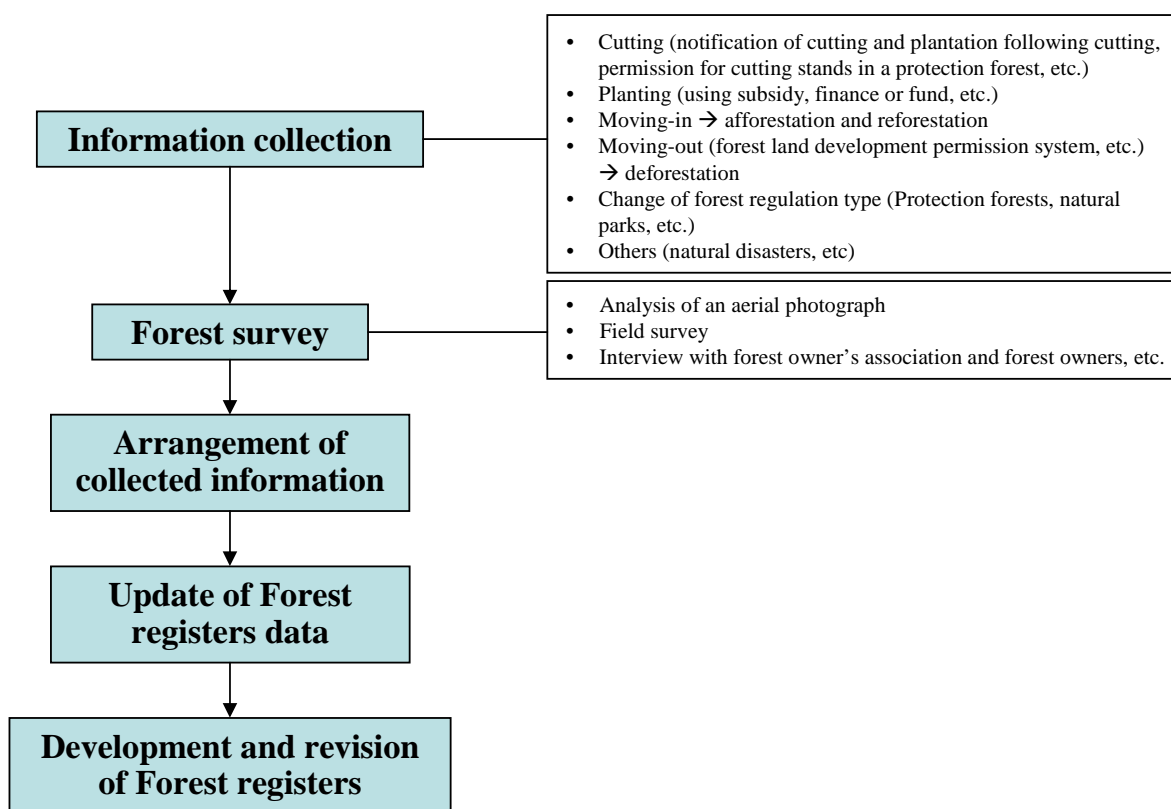 • Cutting (notification of cutting and plantation following cutting,
permission for cutting stands in a protection forest, etc.)
• Planting (using subsidy, finance or fund, etc.)
• Moving-in → afforestation and reforestation
• Moving-out (forest land development permission system, etc.)
→ deforestation
• Change of forest regulation type (Protection forests, natural
parks, etc.)
• Others (natural disasters, etc)
Information collection
• Analysis of an aerial photograph
• Field survey
• Interview with forest owner’s association and forest owners, etc.
Forest survey
Arrangement of
collected information
Update of Forest
registers data
Development and revision
of Forest registers